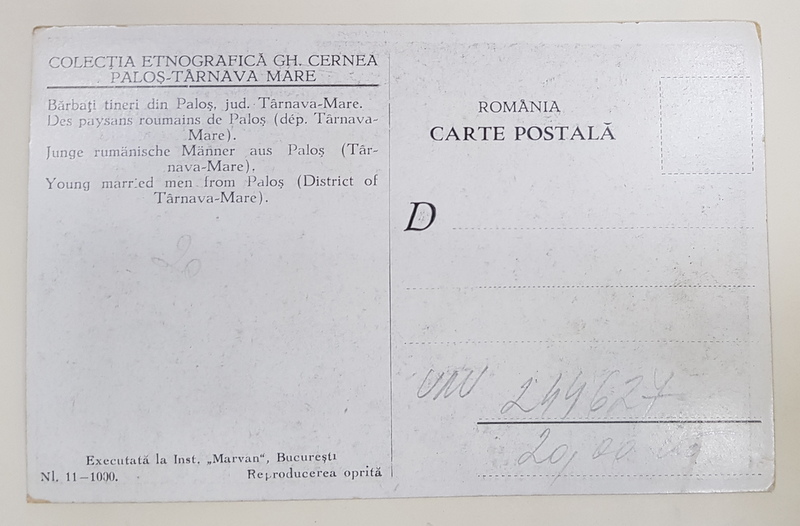 COLECȚIA ETNOGRAFICĂ GH. CERNEA
PALOȘ-TÂRNAVA MARE
Bărbați tineri din Paloș, jud. Târnava-Mare.
Des paysans roumains de Paloș (dép. Târnava-
Mare).
Junge rumänische Männer aus Paloș (Târ-
nava-Mare).
Young married men from Paloș (District of
Târnava-Mare).
20
Executată la Inst. „Marvan“, București
Nl. 11—1000. Reproducerea oprită
ROMÂNIA
CARTE POSTALĂ
D
244627
20,00